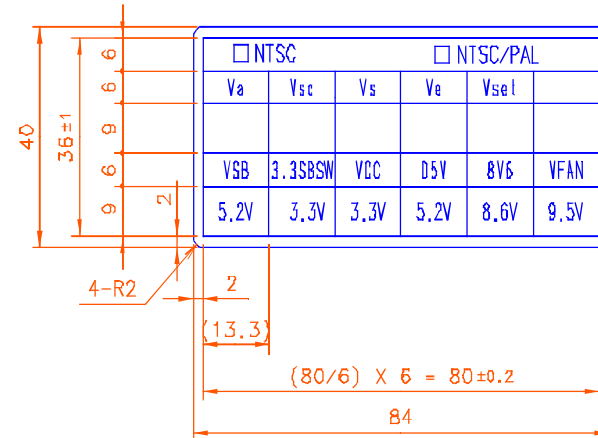 □NTSC □NTSC/PAL
Va Vsc Vs Ve Vset
VSB 3.3SBSW VCC D5V 8V6 VFAN
5.2V 3.3V 3.3V 5.2V 8.6V 9.5V
40
36±1
6
6
9
6
9
2
4-R2
2
(13.3)
(80/6) X 6 = 80±0.2
84